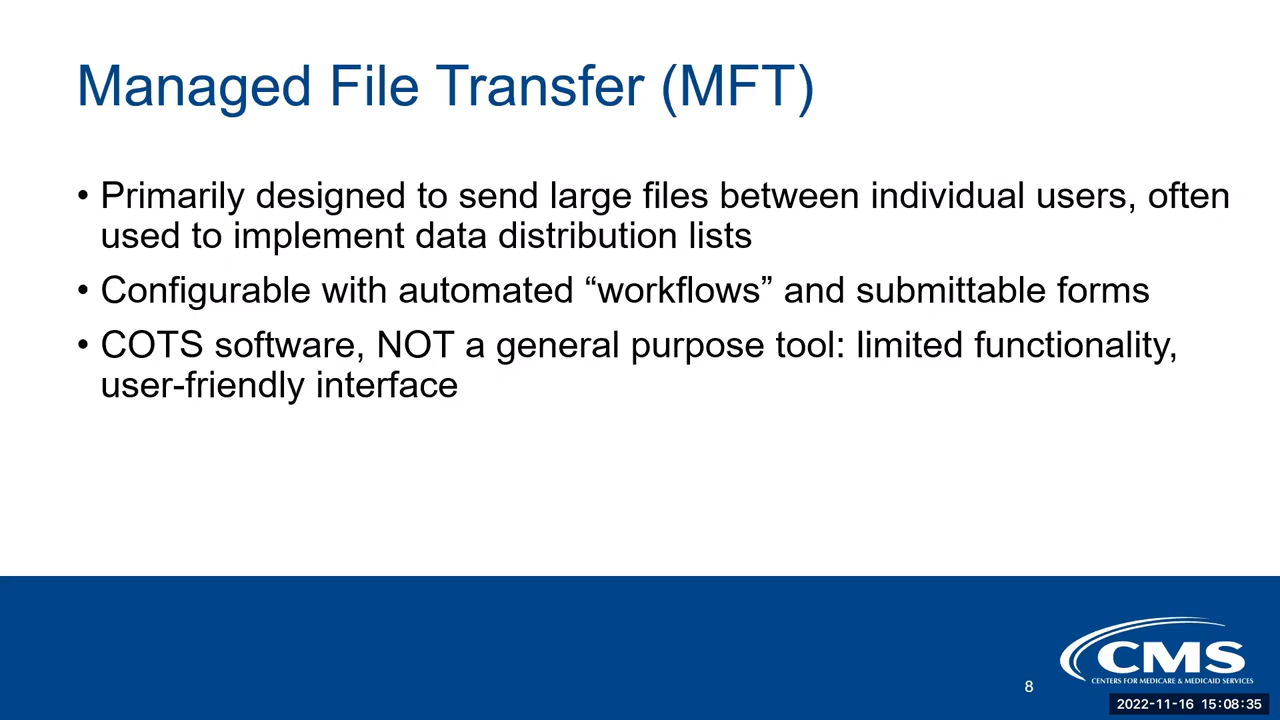 Managed File Transfer (MFT)
• Primarily designed to send large files between individual users, often
used to implement data distribution lists
• Configurable with automated “workflows” and submittable forms
• COTS software, NOT a general purpose tool: limited functionality,
user-friendly interface
CMS
CENTERS FOR MEDICARE & MEDICAID SERVICES
8
2022-11-16 15:08:35